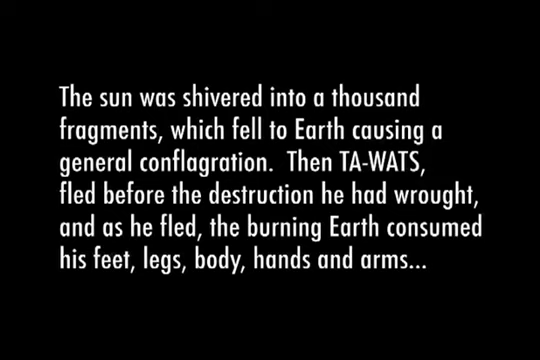 The sun was shivered into a thousand
fragments, which fell to Earth causing a
general conflagration. Then TA-WATS,
fled before the destruction he had wrought,
and as he fled, the burning Earth consumed
his feet, legs, body, hands and arms...